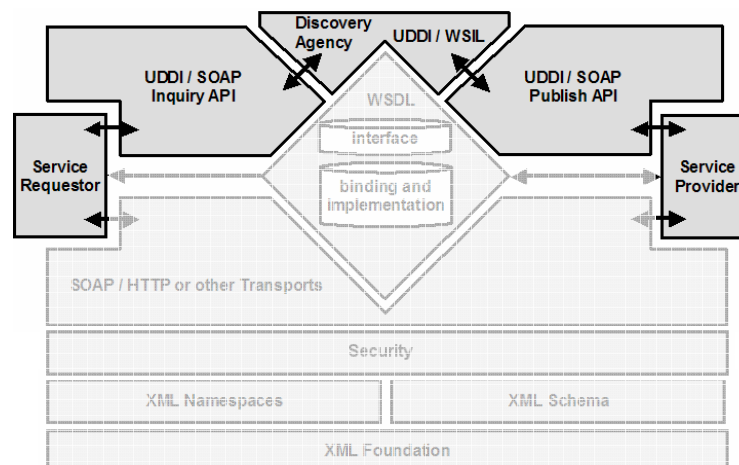 Discovery
Agency
UDDI / WSIL
UDDI / SOAP
Inquiry API
UDDI / SOAP
Publish API
WSDL
interface
Service
Requestor
binding and
implementation
Service
Provider
SOAP / HTTP or other Transports
Security
XML Namespaces
XML Schema
XML Foundation